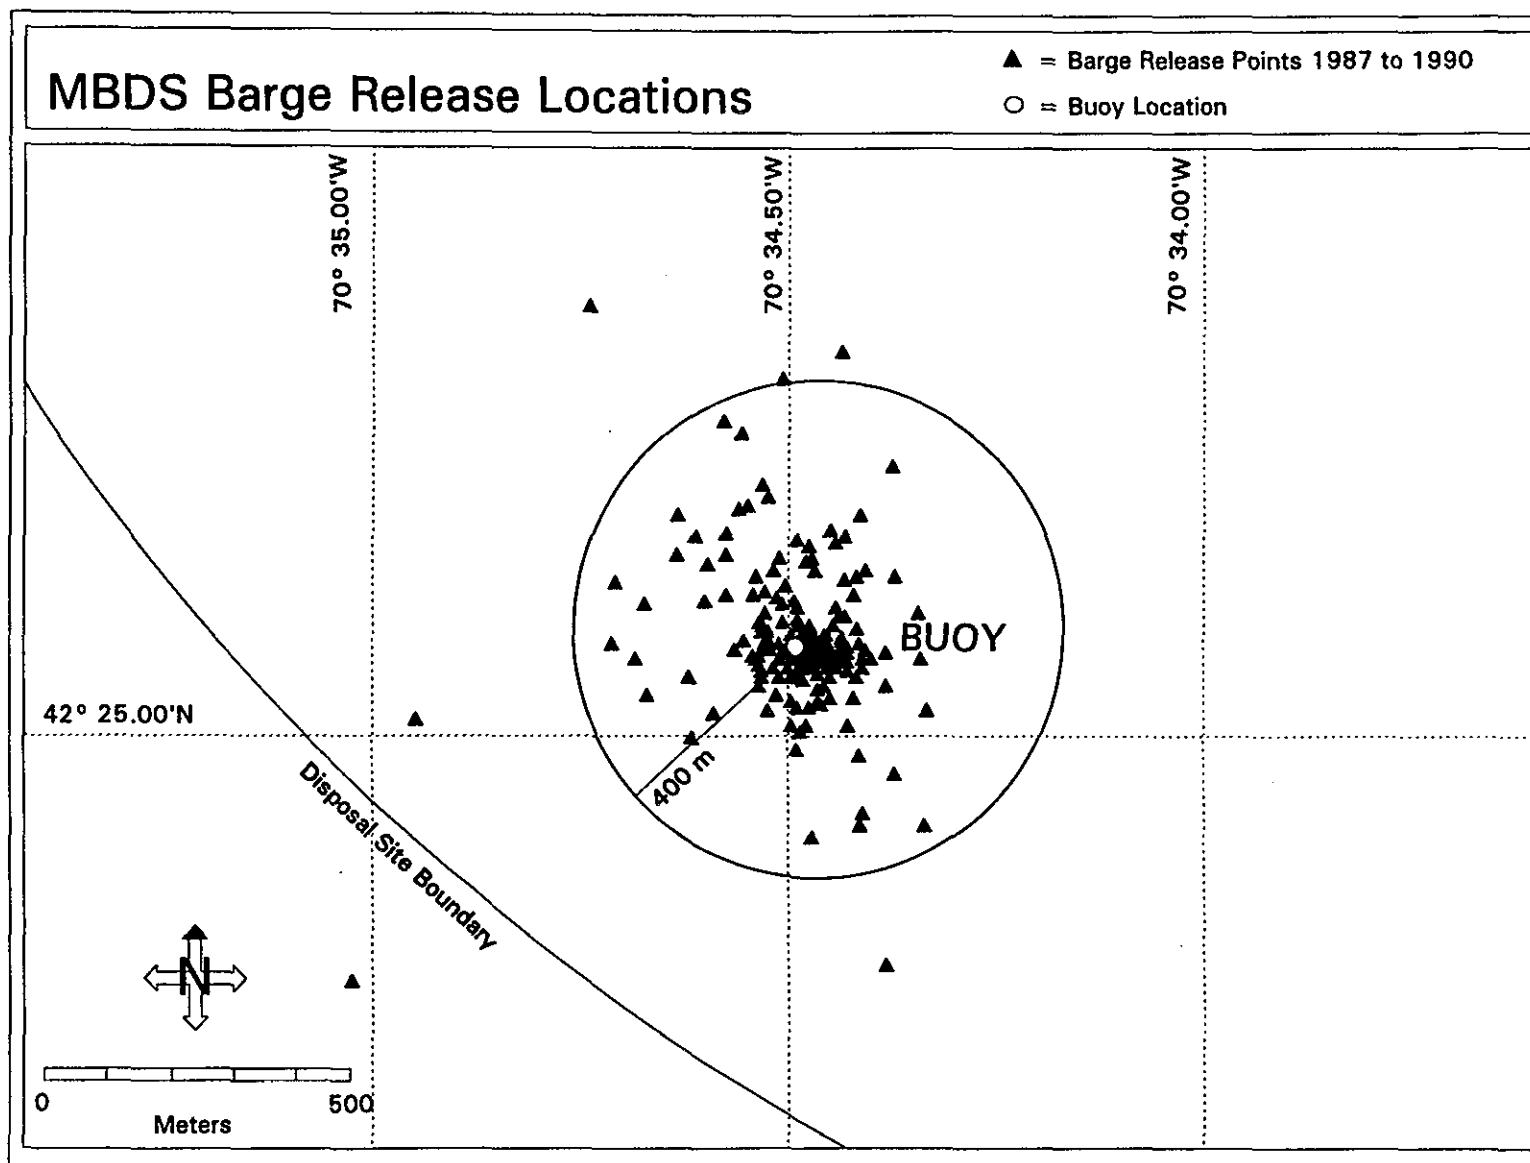 MBDS Barge Release Locations
▲ = Barge Release Points 1987 to 1990
○ = Buoy Location
70° 35.00'W
70° 34.50'W
70° 34.00'W
BUOY
42° 25.00'N
400 m
Disposal Site Boundary
N
0 500
Meters